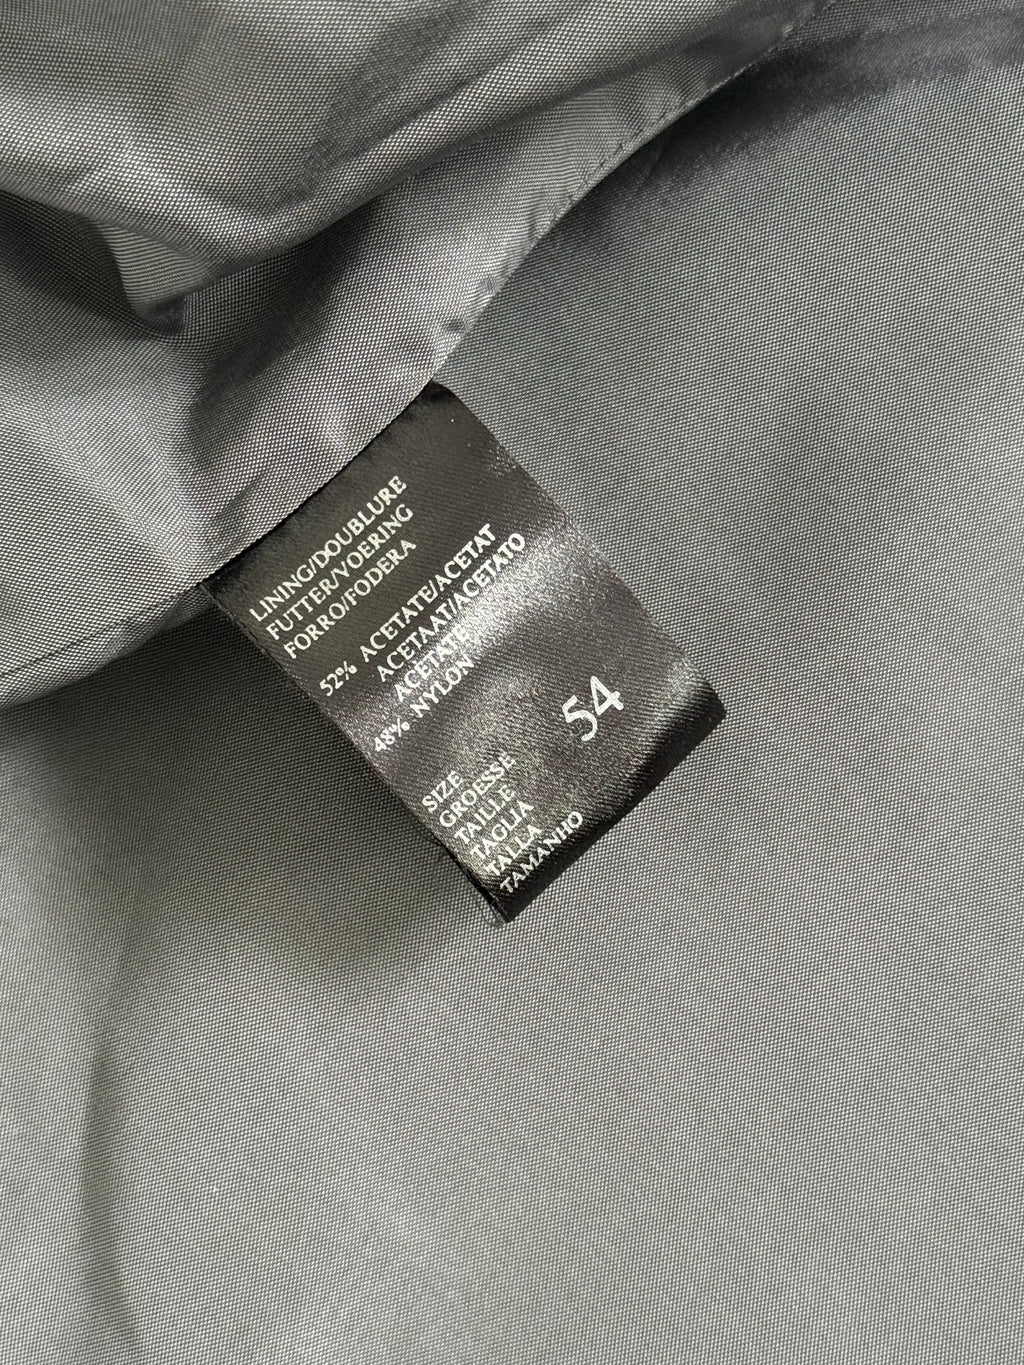 LINING/DOUBLURE
FUTTER/VOERING
FORRO/FODERA
52% ACETATE/ACETAT
ACETAAT/ACETATO
ACETATE
48% NYLON
54
SIZE
GROESSE
TAILLE
TAGLIA
TALLA
TAMANHO